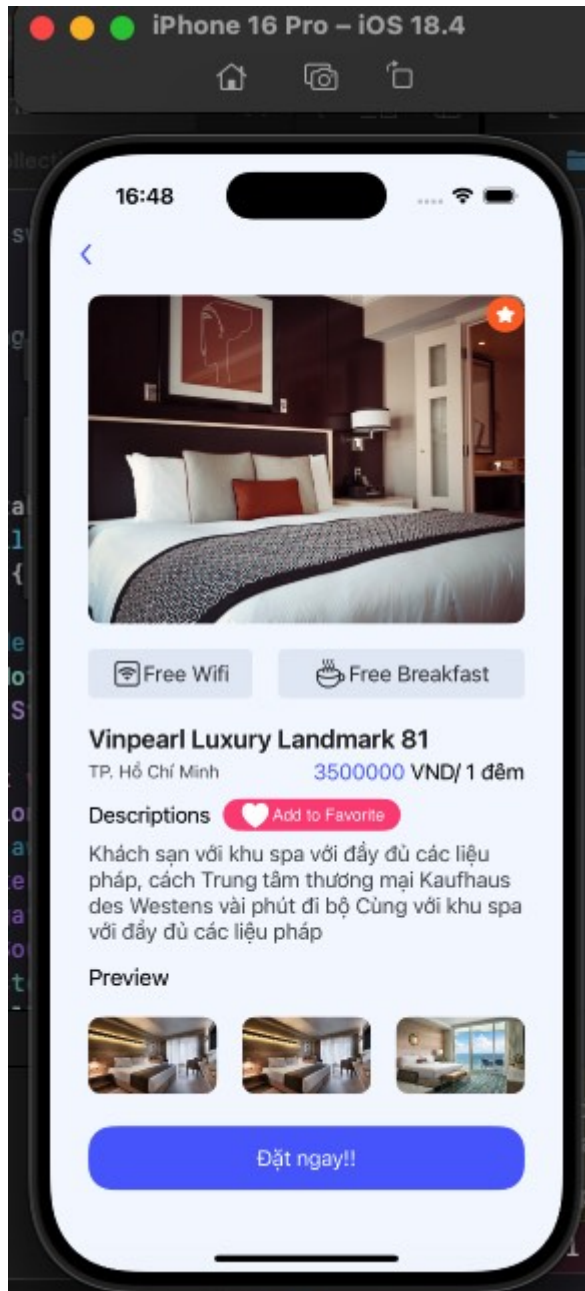 iPhone 16 Pro – iOS 18.4
16:48
Free Wifi
Free Breakfast
Vinpearl Luxury Landmark 81
TP. Hồ Chí Minh
3500000 VND/ 1 đêm
Descriptions
Add to Favorite
Khách sạn với khu spa với đầy đủ các liệu
pháp, cách Trung tâm thương mại Kaufhaus
des Westens vài phút đi bộ Cùng với khu spa
với đầy đủ các liệu pháp
Preview
Đặt ngay!!